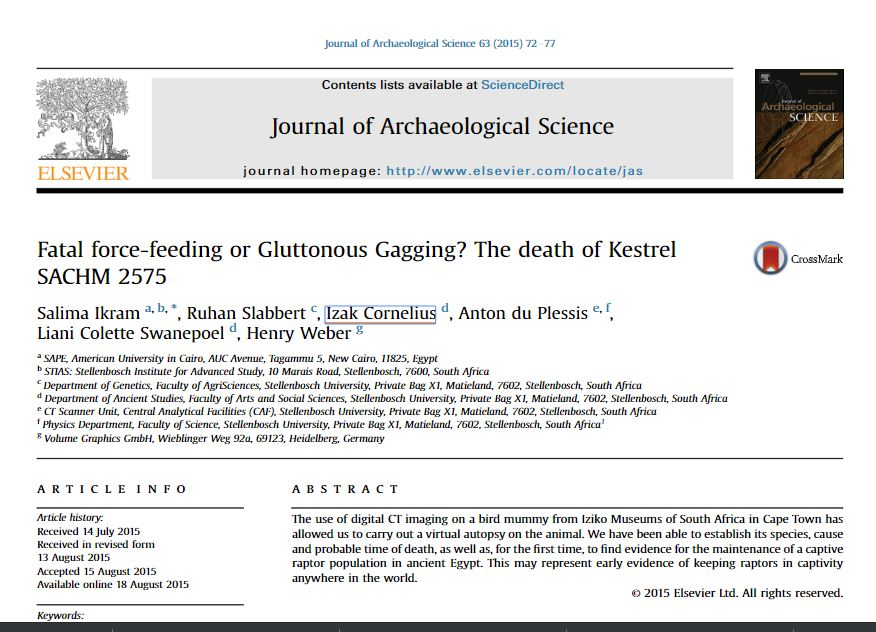 Journal of Archaeological Science 63 (2015) 72–77
Contents lists available at ScienceDirect
Journal of Archaeological Science
journal homepage: http://www.elsevier.com/locate/jas
ELSEVIER
Journal of
Archaeological
SCIENCE
Fatal force-feeding or Gluttonous Gagging? The death of Kestrel
SACHM 2575
CrossMark
Salima Ikram a, b, *, Ruhan Slabbert c, Izak Cornelius d, Anton du Plessis e, f,
Liani Colette Swanepoel d, Henry Weber g
a SAPE, American University in Cairo, AUC Avenue, Tagammu 5, New Cairo, 11825, Egypt
b STIAS: Stellenbosch Institute for Advanced Study, 10 Marais Road, Stellenbosch, 7600, South Africa
c Department of Genetics, Faculty of AgriSciences, Stellenbosch University, Private Bag X1, Matieland, 7602, Stellenbosch, South Africa
d Department of Ancient Studies, Faculty of Arts and Social Sciences, Stellenbosch University, Private Bag X1, Matieland, 7602, Stellenbosch, South Africa
e CT Scanner Unit, Central Analytical Facilities (CAF), Stellenbosch University, Private Bag X1, Matieland, 7602, Stellenbosch, South Africa
f Physics Department, Faculty of Science, Stellenbosch University, Private Bag X1, Matieland, 7602, Stellenbosch, South Africa1
g Volume Graphics GmbH, Wieblinger Weg 92a, 69123, Heidelberg, Germany
ARTICLE INFO
Article history:
Received 14 July 2015
Received in revised form
13 August 2015
Accepted 15 August 2015
Available online 18 August 2015
Keywords:
ABSTRACT
The use of digital CT imaging on a bird mummy from Iziko Museums of South Africa in Cape Town has
allowed us to carry out a virtual autopsy on the animal. We have been able to establish its species, cause
and probable time of death, as well as, for the first time, to find evidence for the maintenance of a captive
raptor population in ancient Egypt. This may represent early evidence of keeping raptors in captivity
anywhere in the world.
© 2015 Elsevier Ltd. All rights reserved.